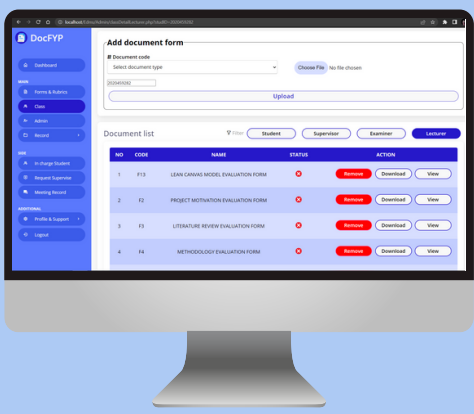 localhost
DocFYP
Dashboard
MAIN
Forms & Rubrics
Class
Admin
Record
SIDE
In charge Student
Request Supervise
Meeting Record
ADDITIONAL
Profile & Support
Logout
Add document form
# Document code
Select document type
Choose File No file chosen
2020459282
Upload
Document list
Filter
Student
Supervisor
Examiner
Lecturer
NO CODE NAME STATUS ACTION
1 F13 LEAN CANVAS MODEL EVALUATION FORM Remove Download View
2 F2 PROJECT MOTIVATION EVALUATION FORM Remove Download View
3 F3 LITERATURE REVIEW EVALUATION FORM Remove Download View
4 F4 METHODOLOGY EVALUATION FORM Remove Download View